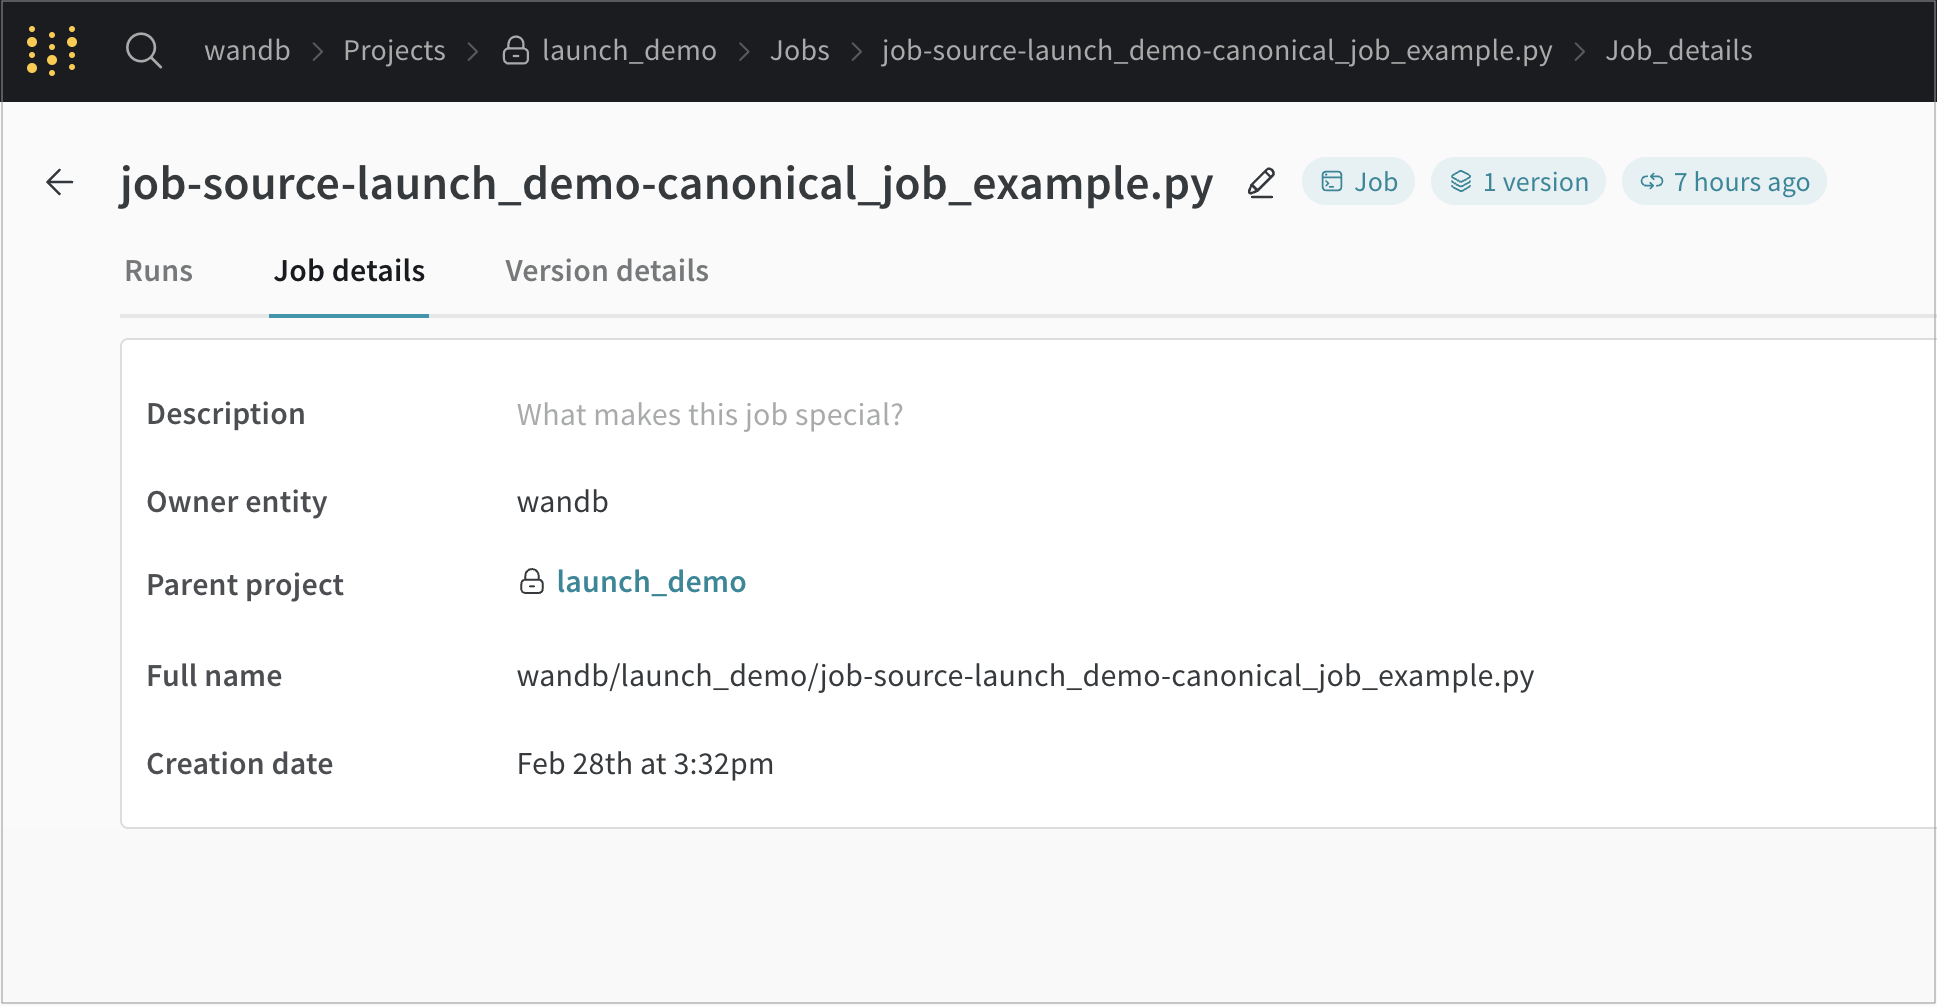 wandb > Projects > launch_demo > Jobs > job-source-launch_demo-canonical_job_example.py > Job_details
job-source-launch_demo-canonical_job_example.py Job 1 version 7 hours ago
Runs Job details Version details
Description What makes this job special?
Owner entity wandb
Parent project launch_demo
Full name wandb/launch_demo/job-source-launch_demo-canonical_job_example.py
Creation date Feb 28th at 3:32pm